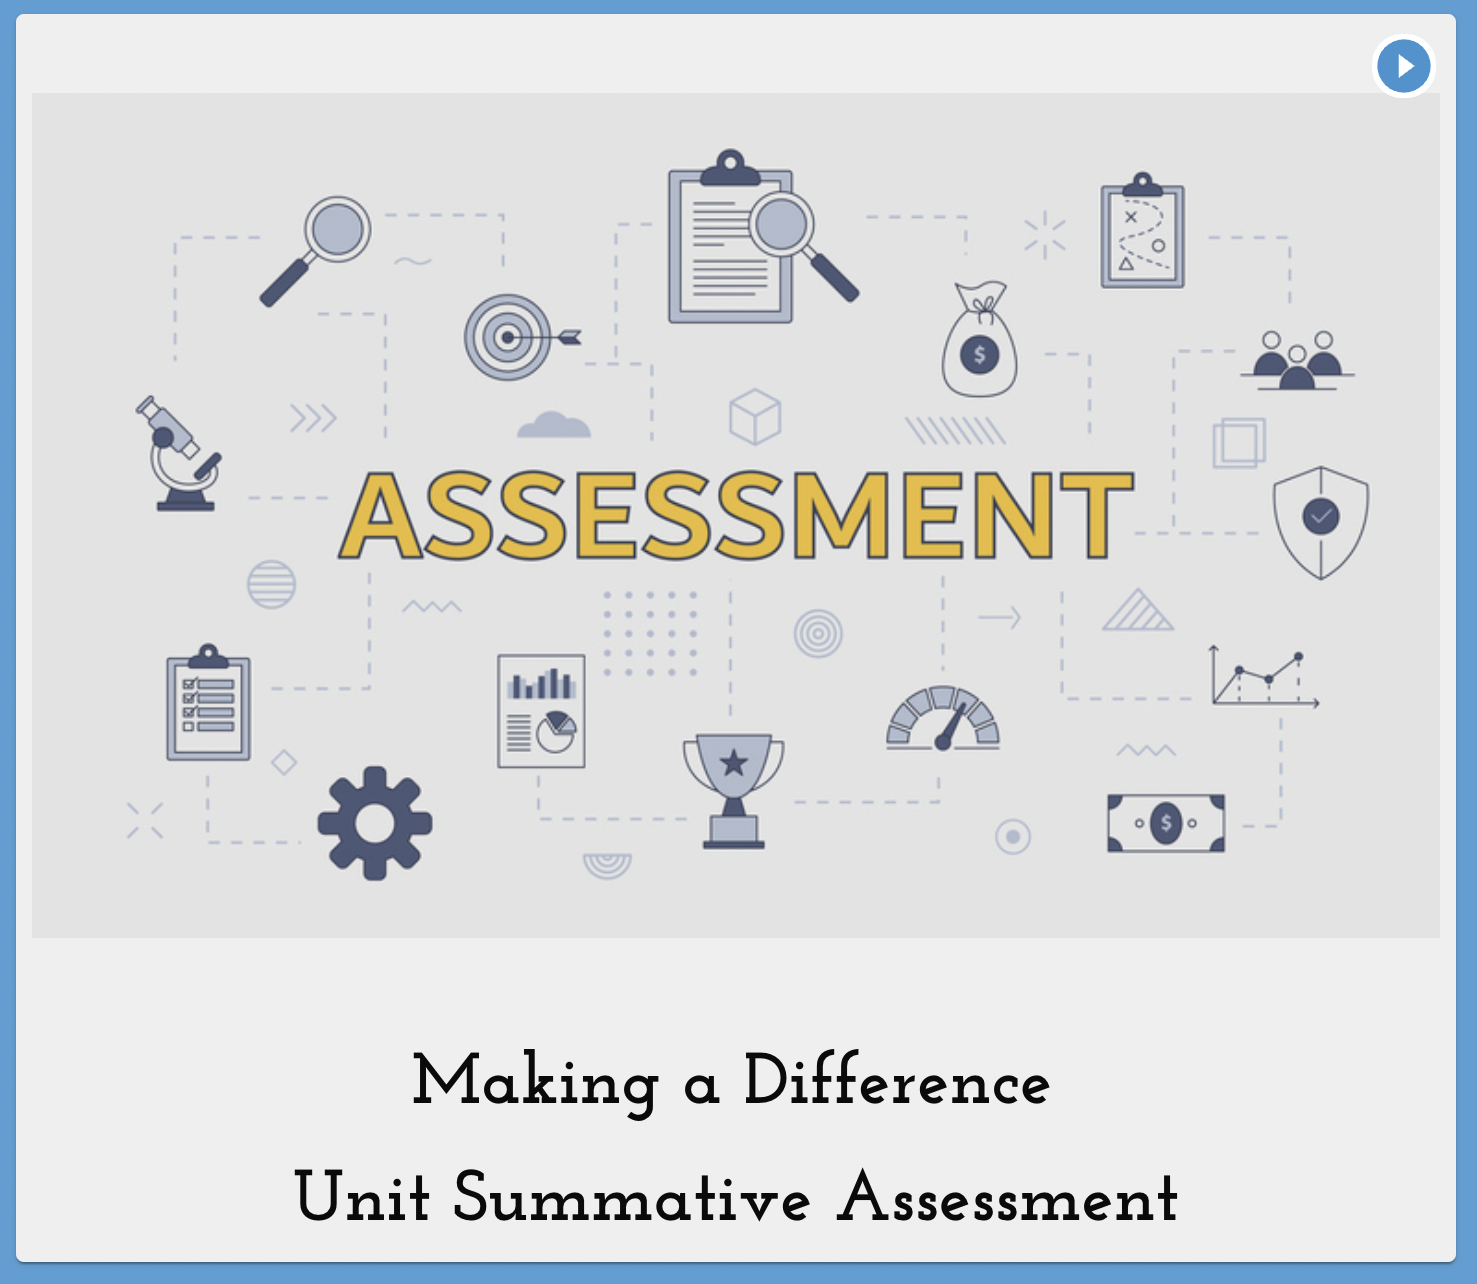 $
ASSESSMENT
$
Making a Difference
Unit Summative Assessment